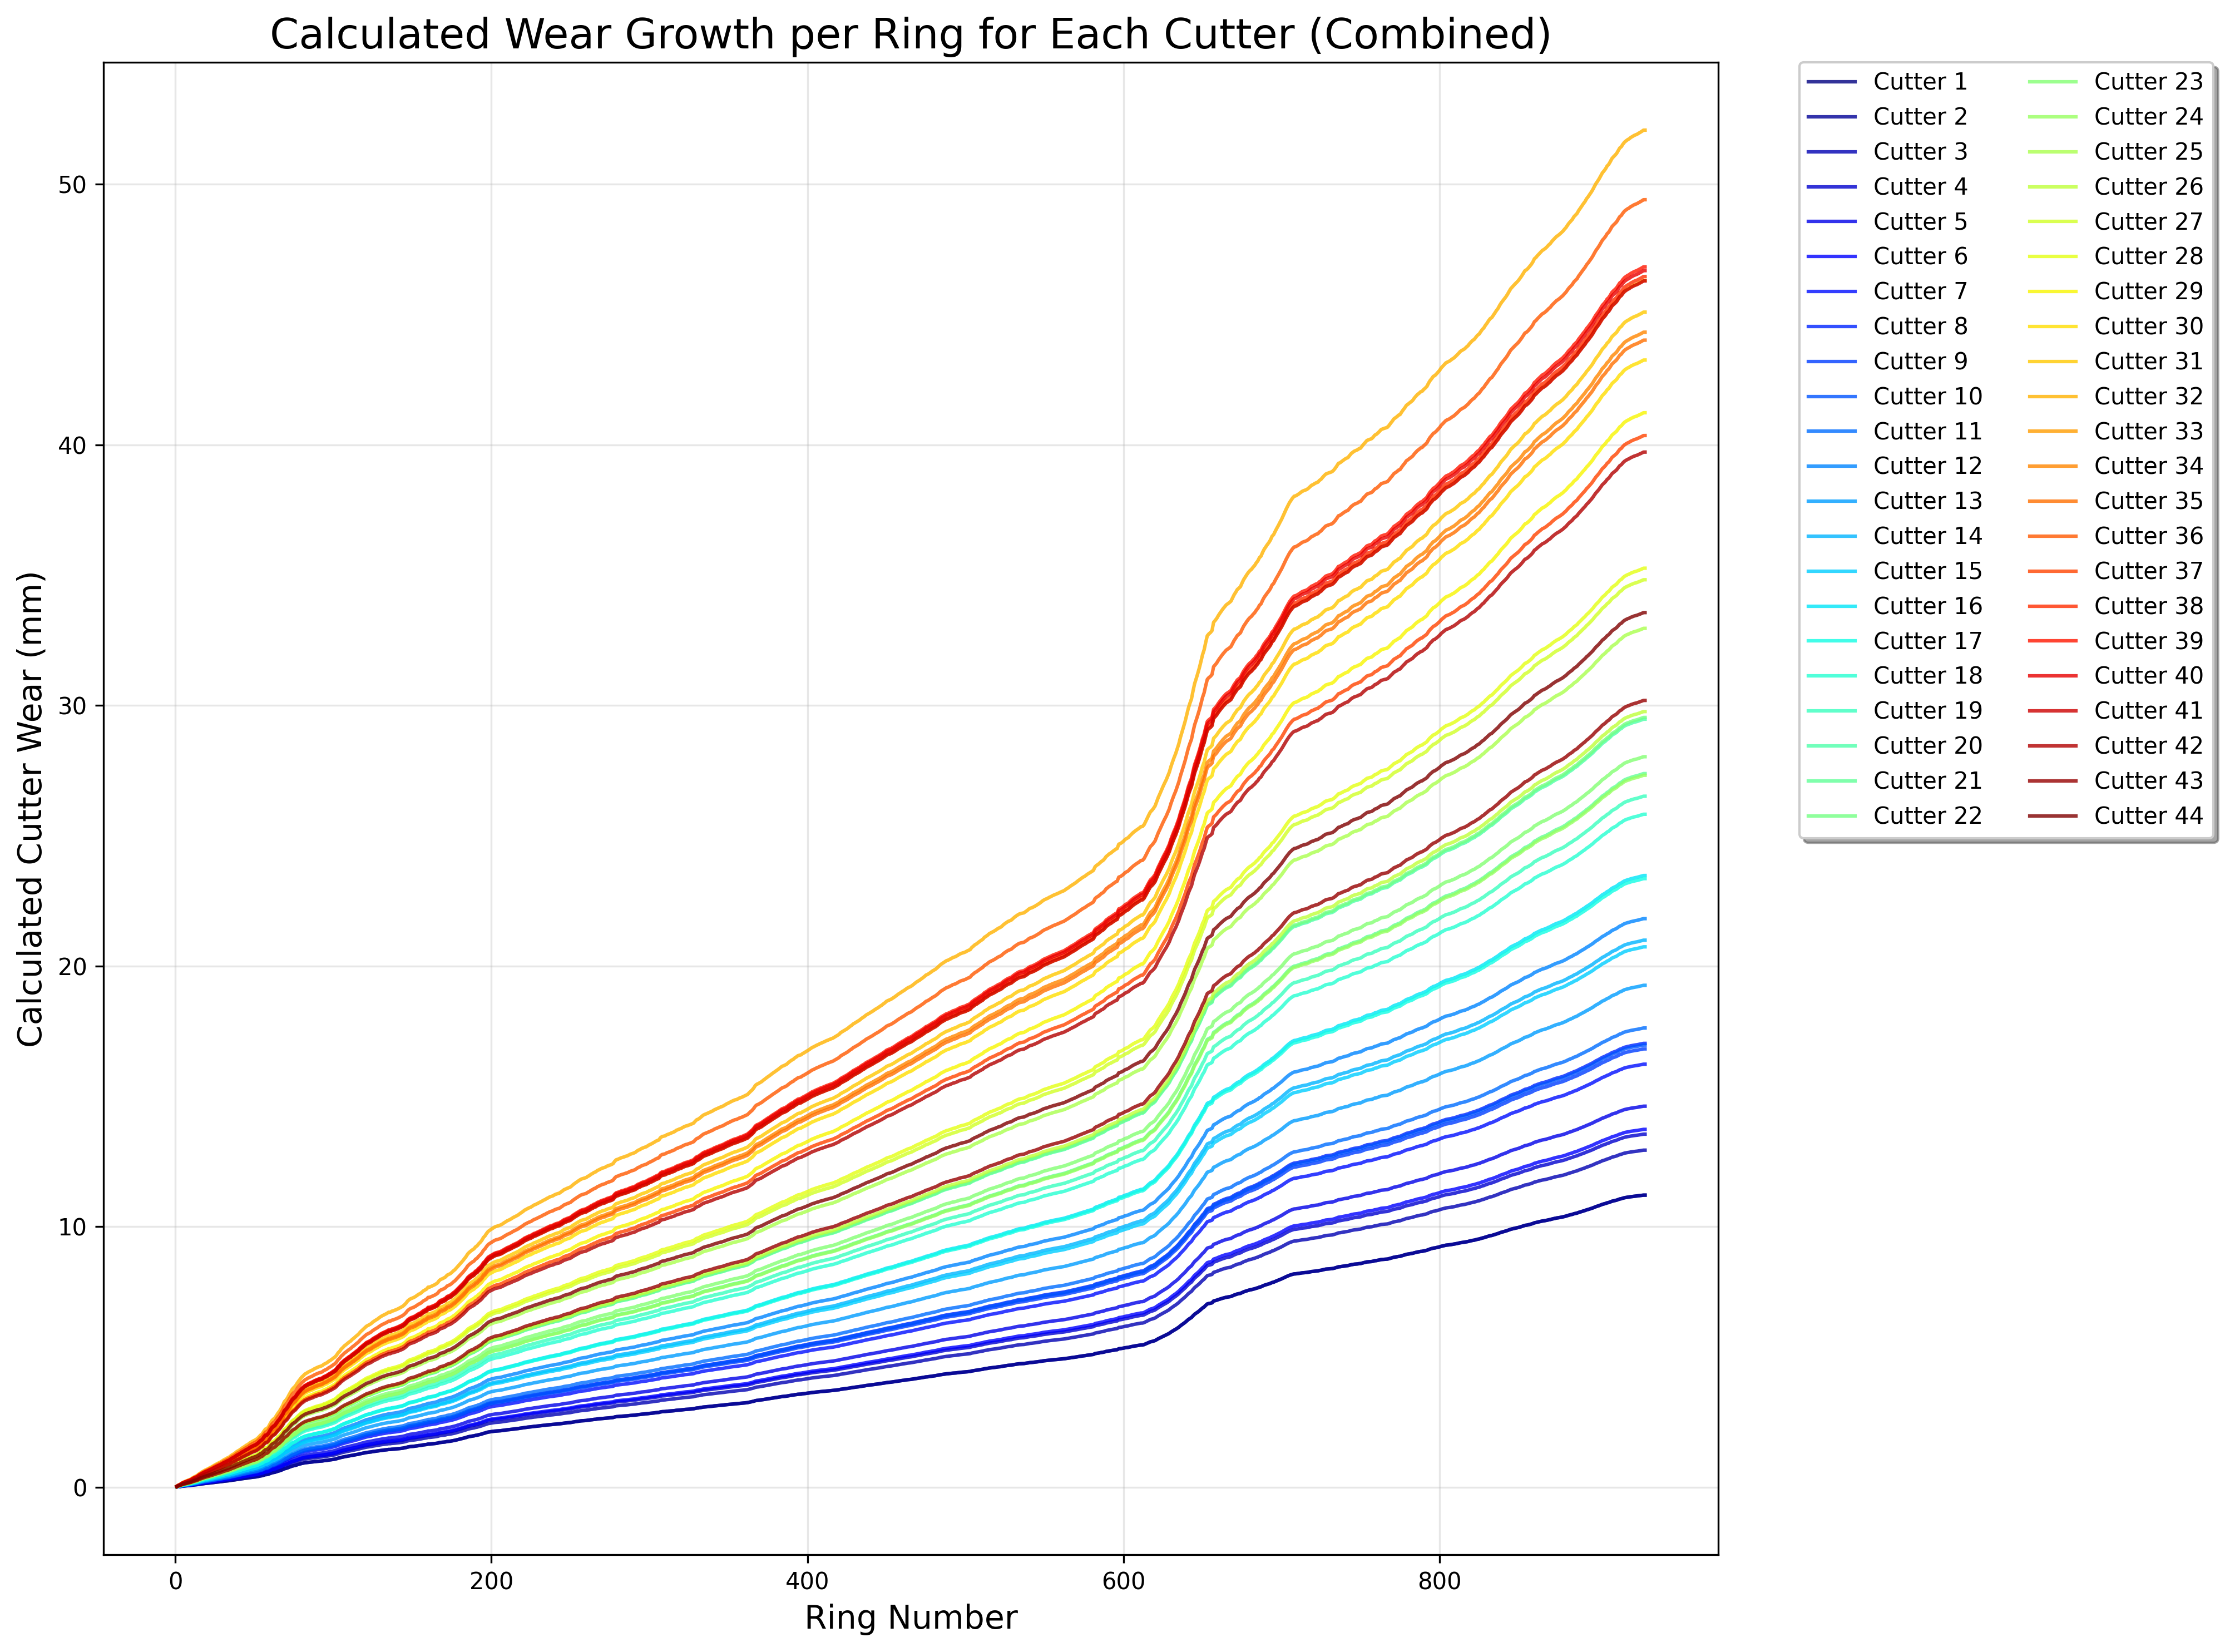 Calculated Wear Growth per Ring for Each Cutter (Combined)
Calculated Cutter Wear (mm)
50
40
30
20
10
0
0
200
400
600
800
Ring Number
Cutter 1
Cutter 2
Cutter 3
Cutter 4
Cutter 5
Cutter 6
Cutter 7
Cutter 8
Cutter 9
Cutter 10
Cutter 11
Cutter 12
Cutter 13
Cutter 14
Cutter 15
Cutter 16
Cutter 17
Cutter 18
Cutter 19
Cutter 20
Cutter 21
Cutter 22
Cutter 23
Cutter 24
Cutter 25
Cutter 26
Cutter 27
Cutter 28
Cutter 29
Cutter 30
Cutter 31
Cutter 32
Cutter 33
Cutter 34
Cutter 35
Cutter 36
Cutter 37
Cutter 38
Cutter 39
Cutter 40
Cutter 41
Cutter 42
Cutter 43
Cutter 44